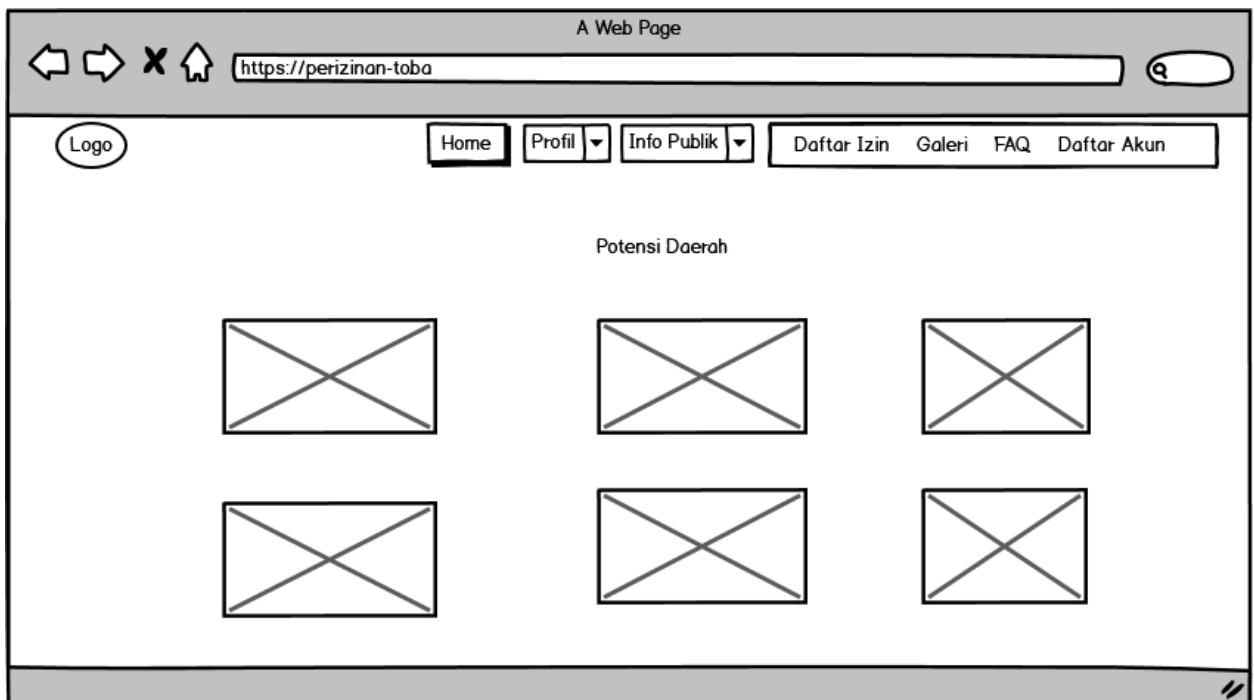 A Web Page
https://perizinan-toba
Logo
Home
Profil
Info Publik
Daftar Izin Galeri FAQ Daftar Akun
Potensi Daerah